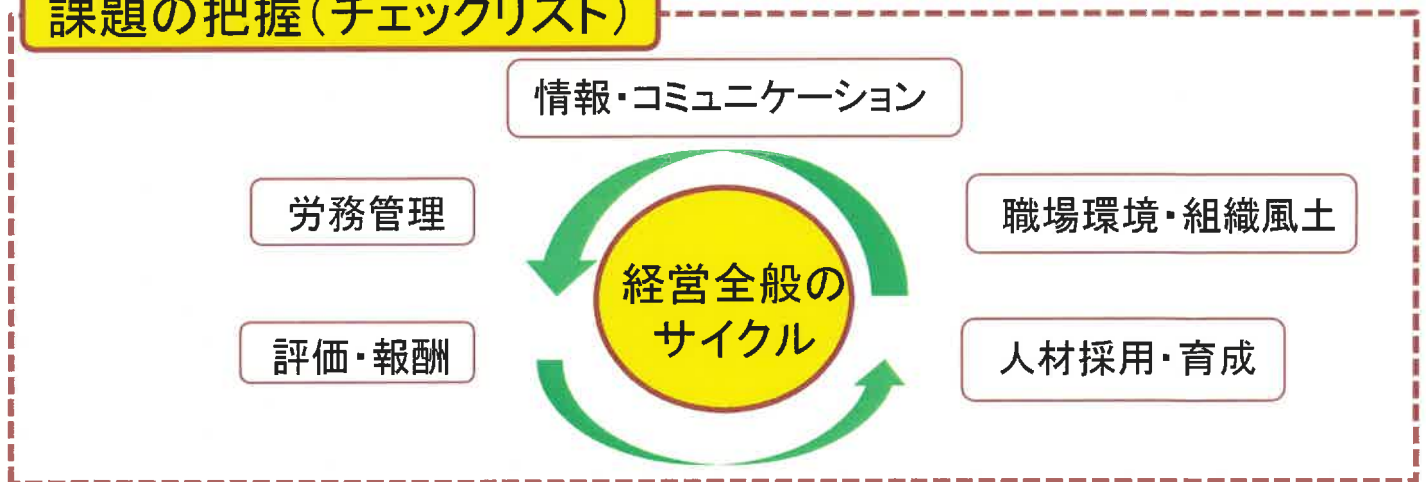 課題の把握(チェックリスト)
情報・コミュニケーション
労務管理
職場環境・組織風土
経営全般の
サイクル
評価・報酬
人材採用・育成